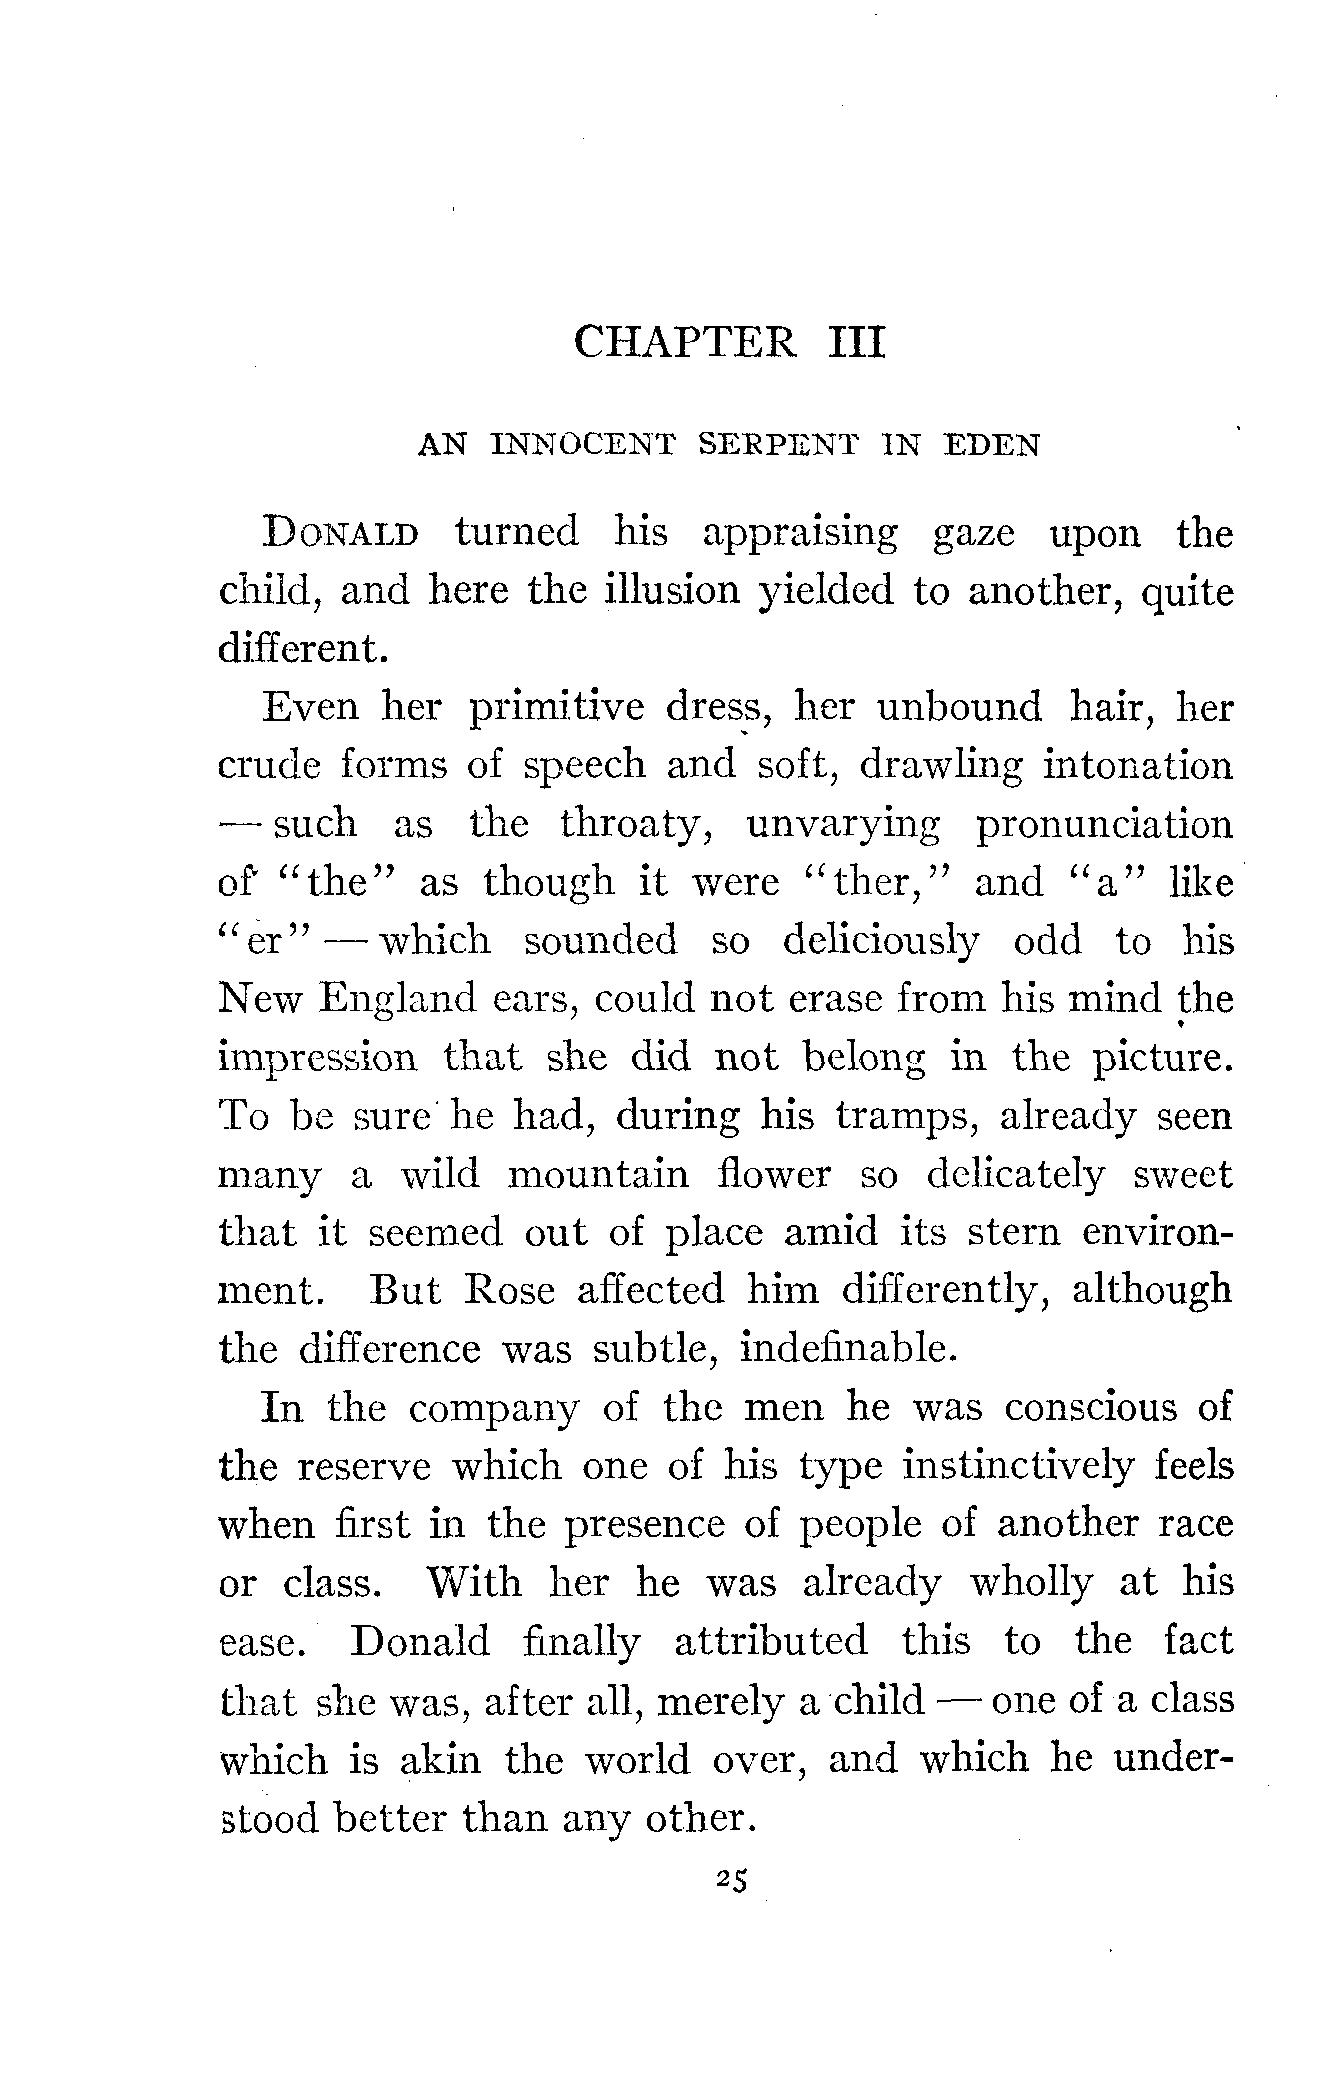 CHAPTER III
AN INNOCENT SERPENT IN EDEN
DONALD turned his appraising gaze upon the
child, and here the illusion yielded to another, quite
different.
Even her primitive dress, her unbound hair, her
crude forms of speech and soft, drawling intonation
— such as the throaty, unvarying pronunciation
of "the" as though it were "ther," and "a" like
"er" — which sounded so deliciously odd to his
New England ears, could not erase from his mind the
impression that she did not belong in the picture.
To be sure he had, during his tramps, already seen
many a wild mountain flower so delicately sweet
that it seemed out of place amid its stern environ-
ment. But Rose affected him differently, although
the difference was subtle, indefinable.
In the company of the men he was conscious of
the reserve which one of his type instinctively feels
when first in the presence of people of another race
or class. With her he was already wholly at his
ease. Donald finally attributed this to the fact
that she was, after all, merely a child — one of a class
which is akin the world over, and which he under-
stood better than any other.
25